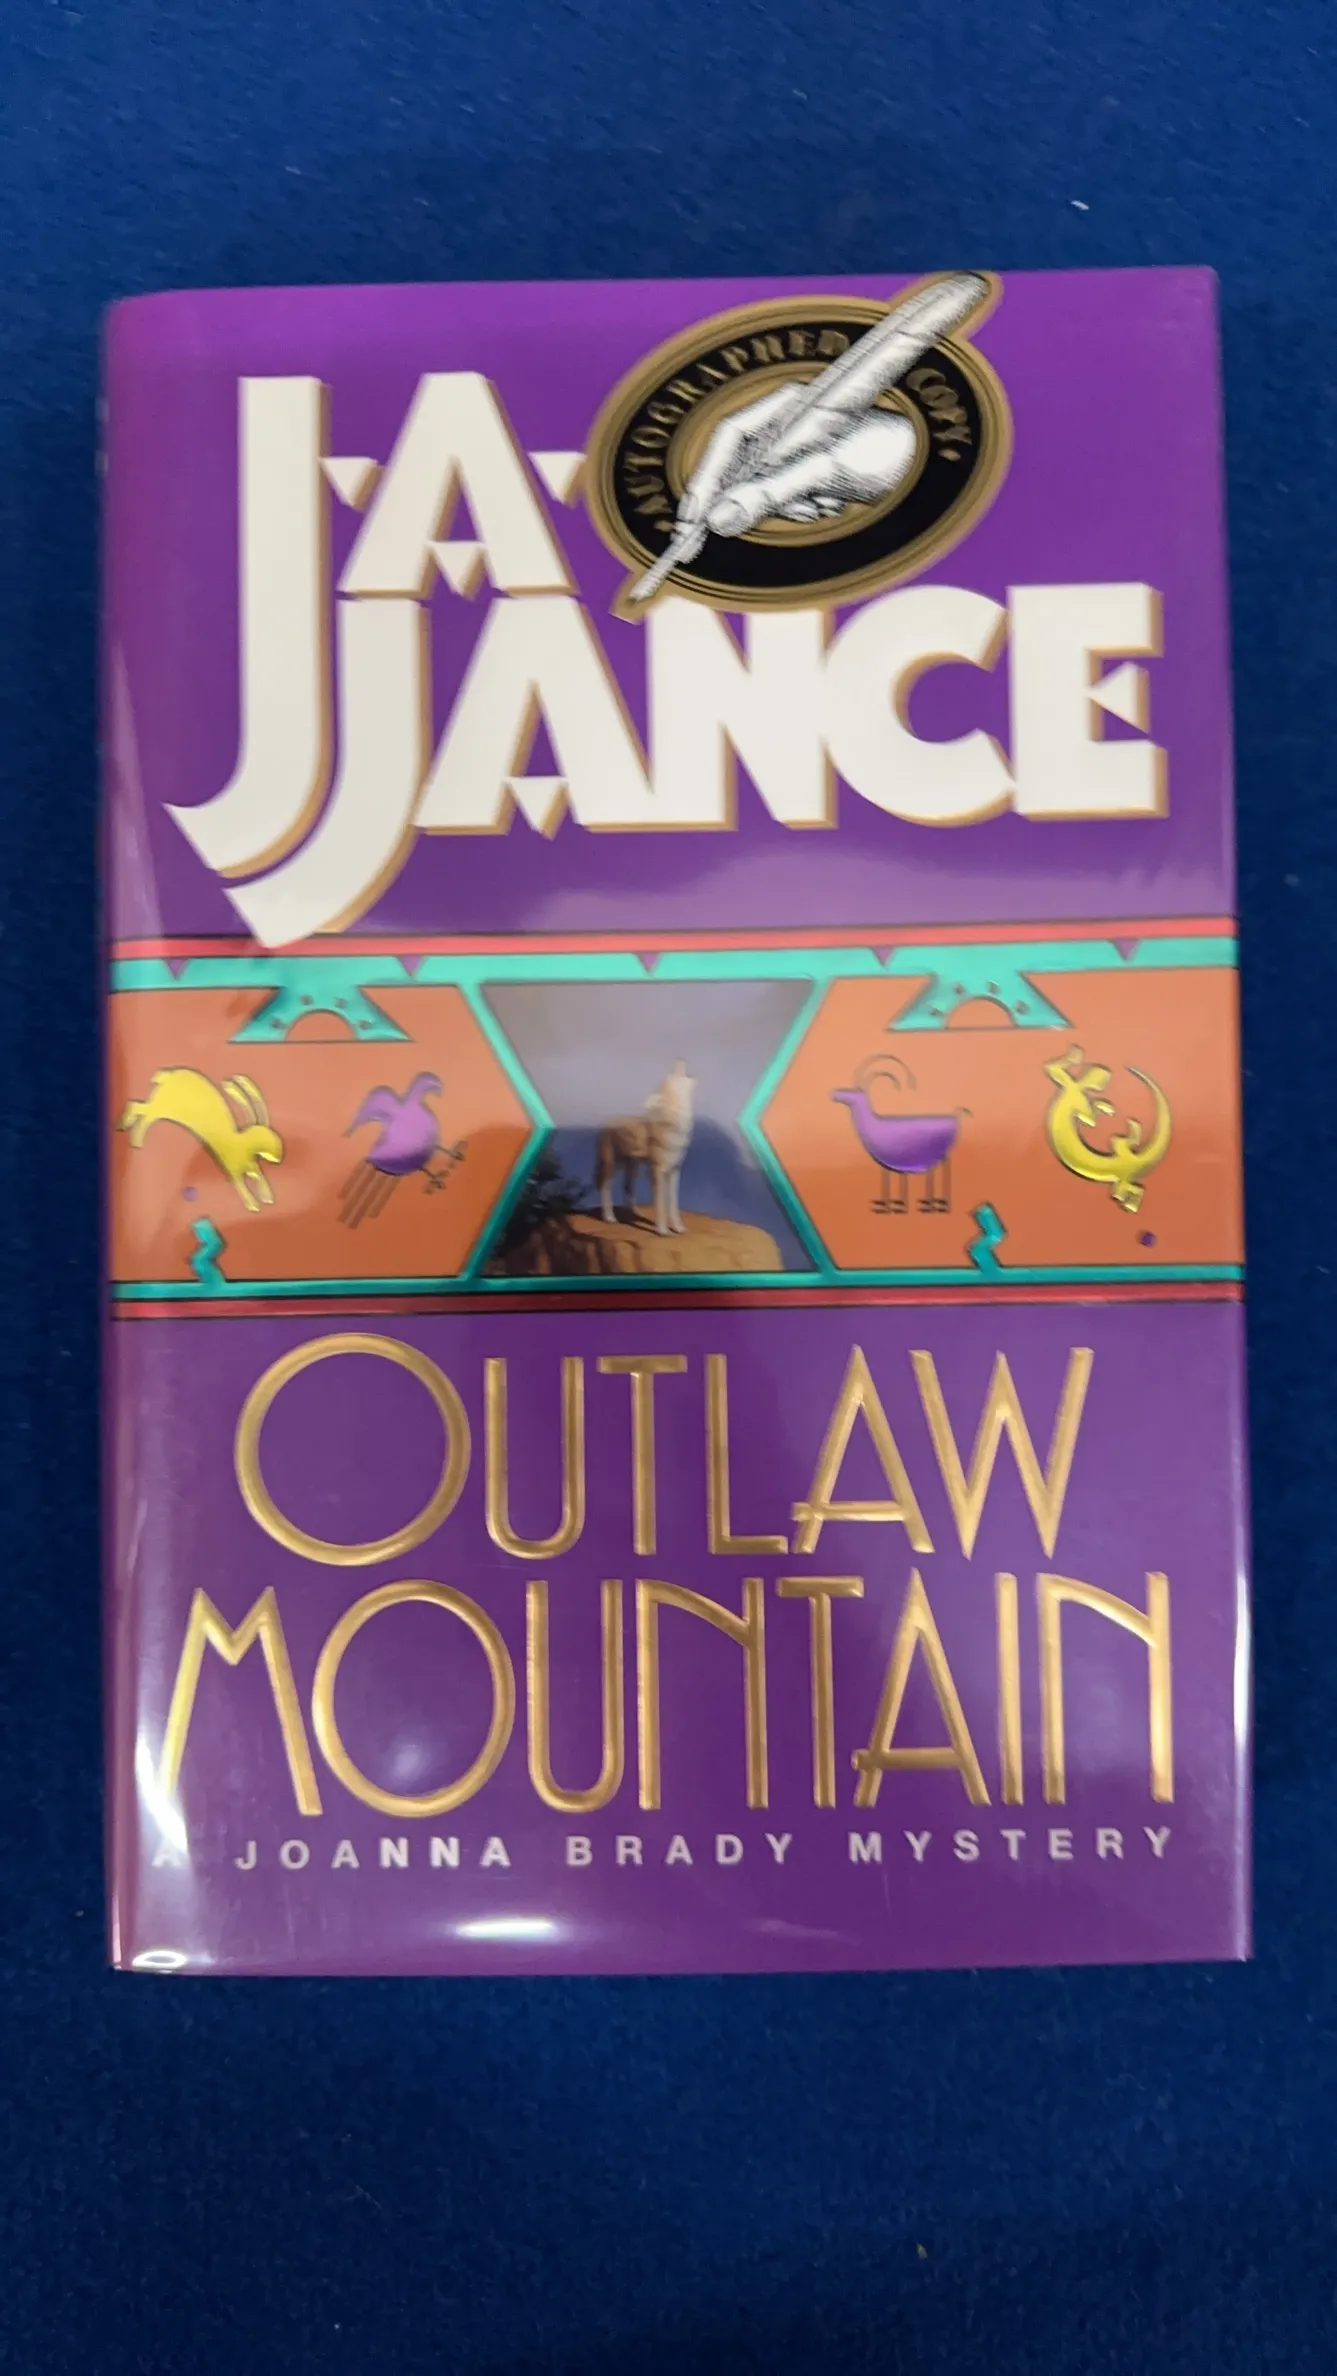 J.A.
AUTOGRAPHED COPY
JANCE
OUTLAW
MOUNTAIN
A JOANNA BRADY MYSTERY